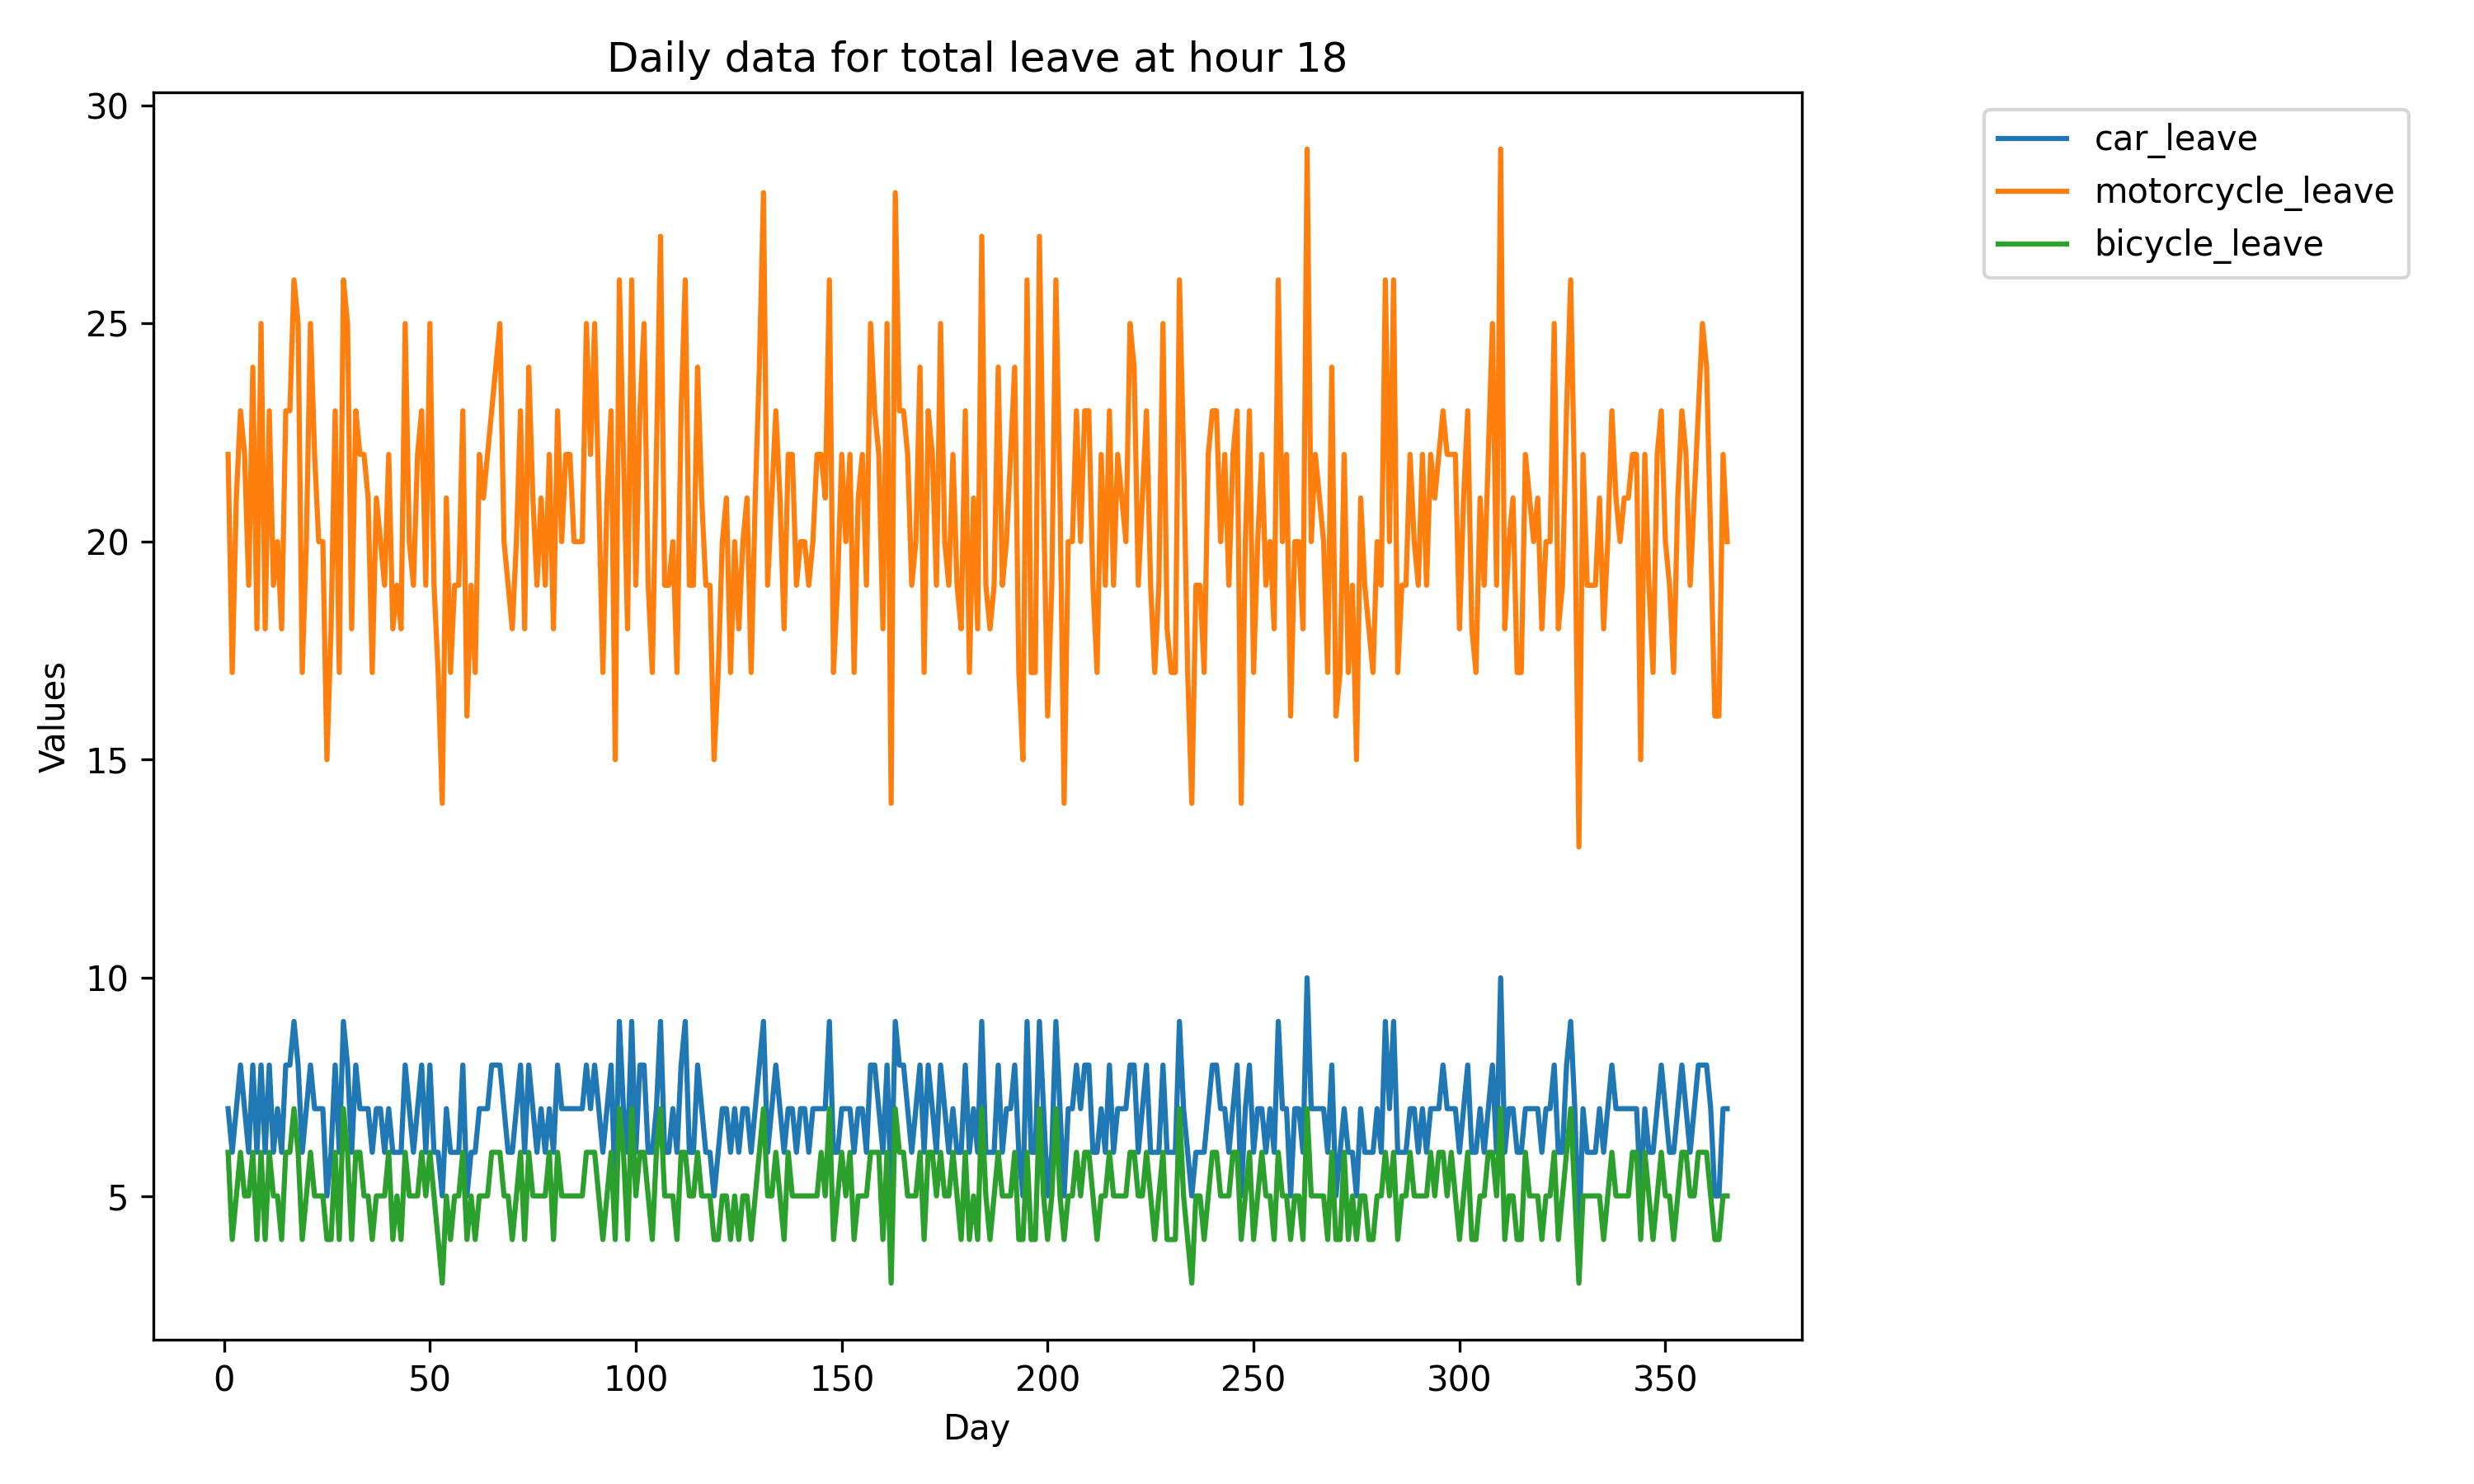 Daily data for total leave at hour 18
30
25
20
15
10
5
Values
0 50 100 150 200 250 300 350
Day
car_leave
motorcycle_leave
bicycle_leave